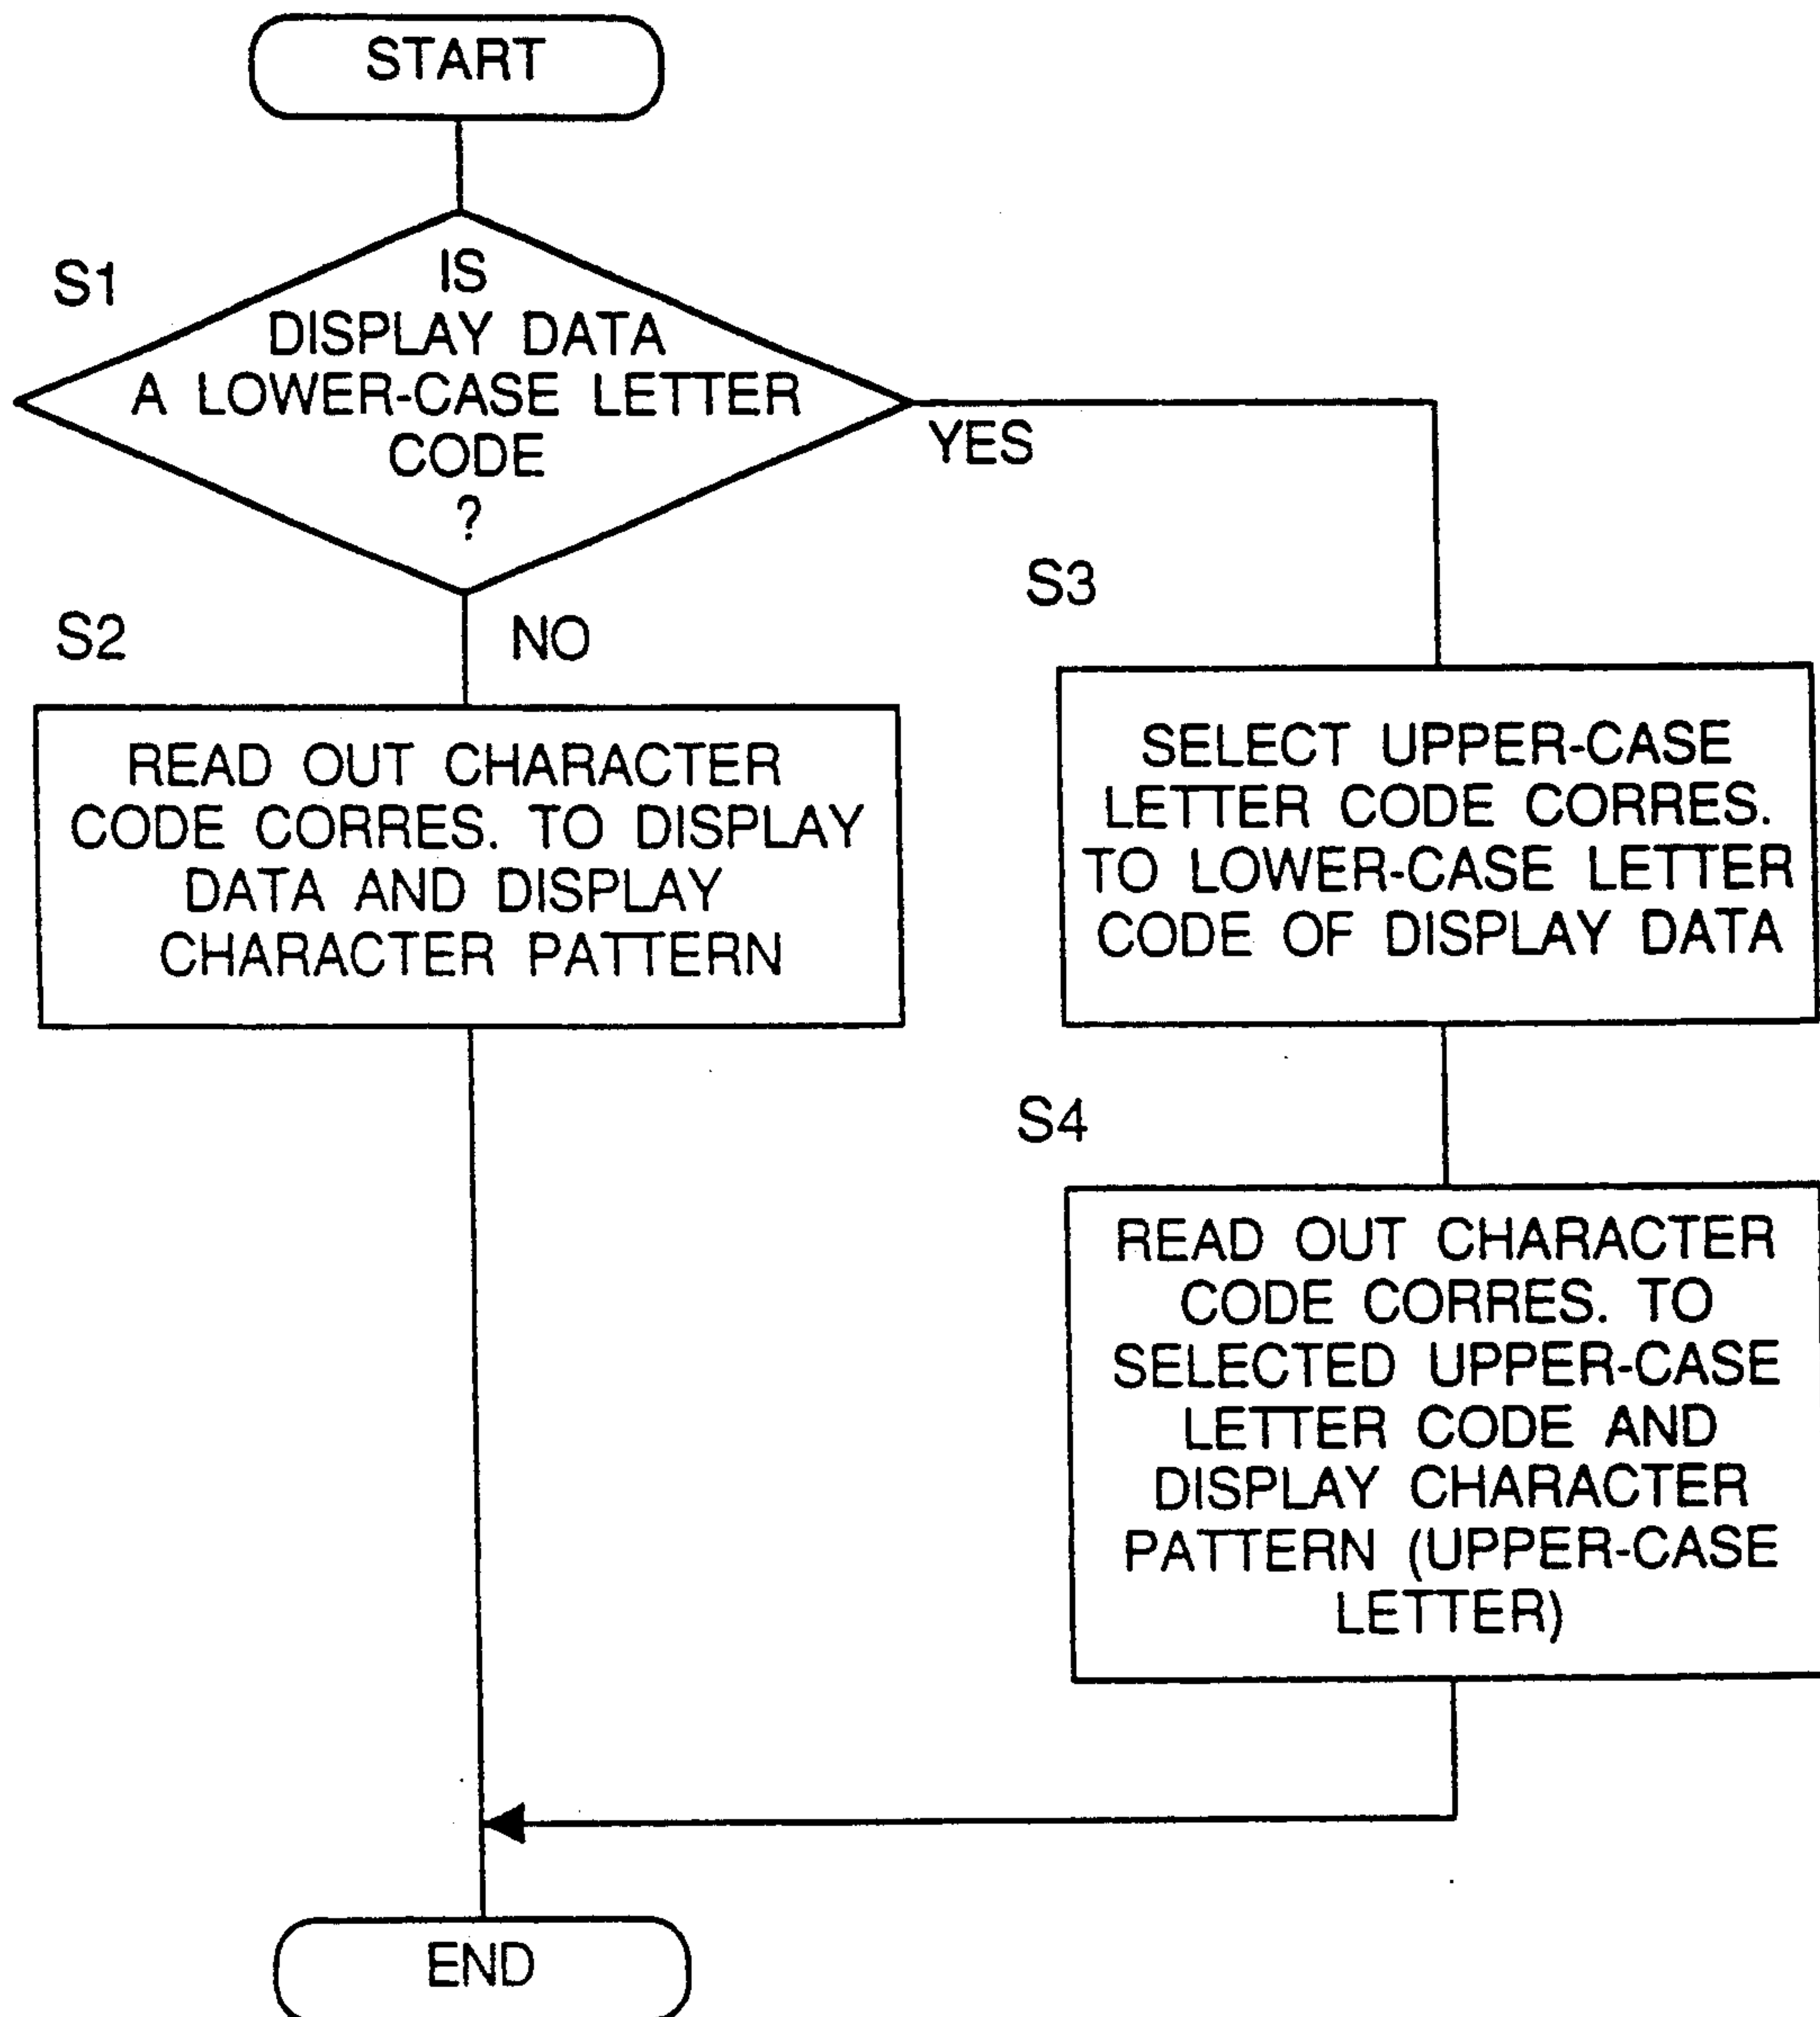 START
S1
IS
DISPLAY DATA
A LOWER-CASE LETTER
CODE
?
YES
S2
NO
READ OUT CHARACTER
CODE CORRES. TO DISPLAY
DATA AND DISPLAY
CHARACTER PATTERN
S3
SELECT UPPER-CASE
LETTER CODE CORRES.
TO LOWER-CASE LETTER
CODE OF DISPLAY DATA
S4
READ OUT CHARACTER
CODE CORRES. TO
SELECTED UPPER-CASE
LETTER CODE AND
DISPLAY CHARACTER
PATTERN (UPPER-CASE
LETTER)
END